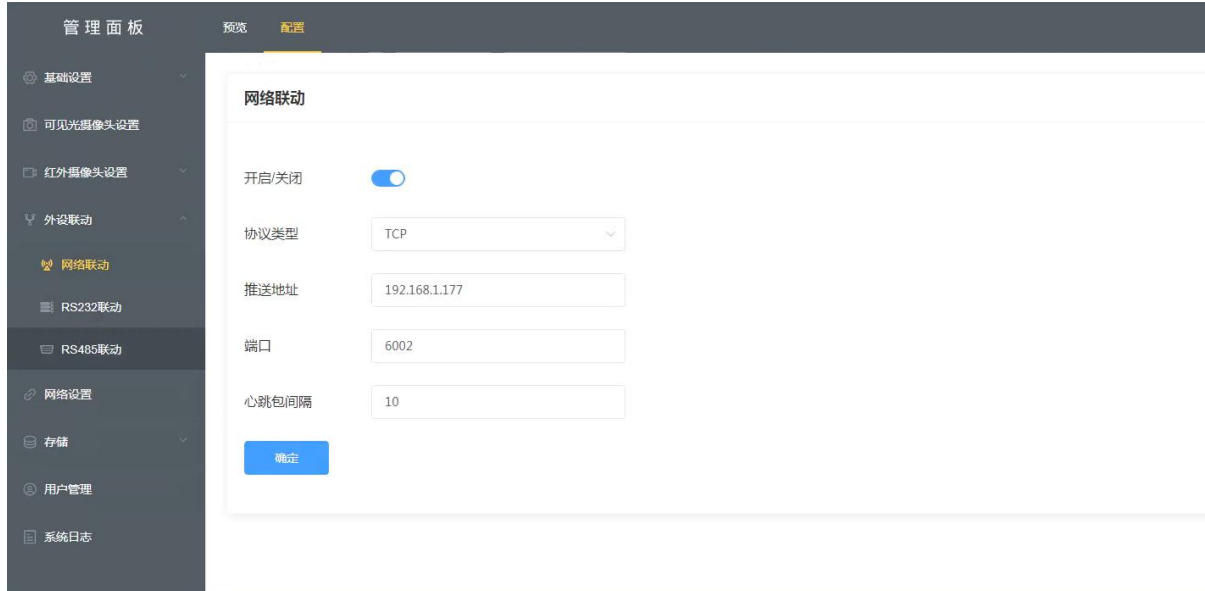 管理面板
预览 配置
基础设置
可见光摄像头设置
红外摄像头设置
外设联动
网络联动
RS232联动
RS485联动
网络设置
存储
用户管理
系统日志
网络联动
开启/关闭
协议类型 TCP
推送地址 192.168.1.177
端口 6002
心跳包间隔 10
确定